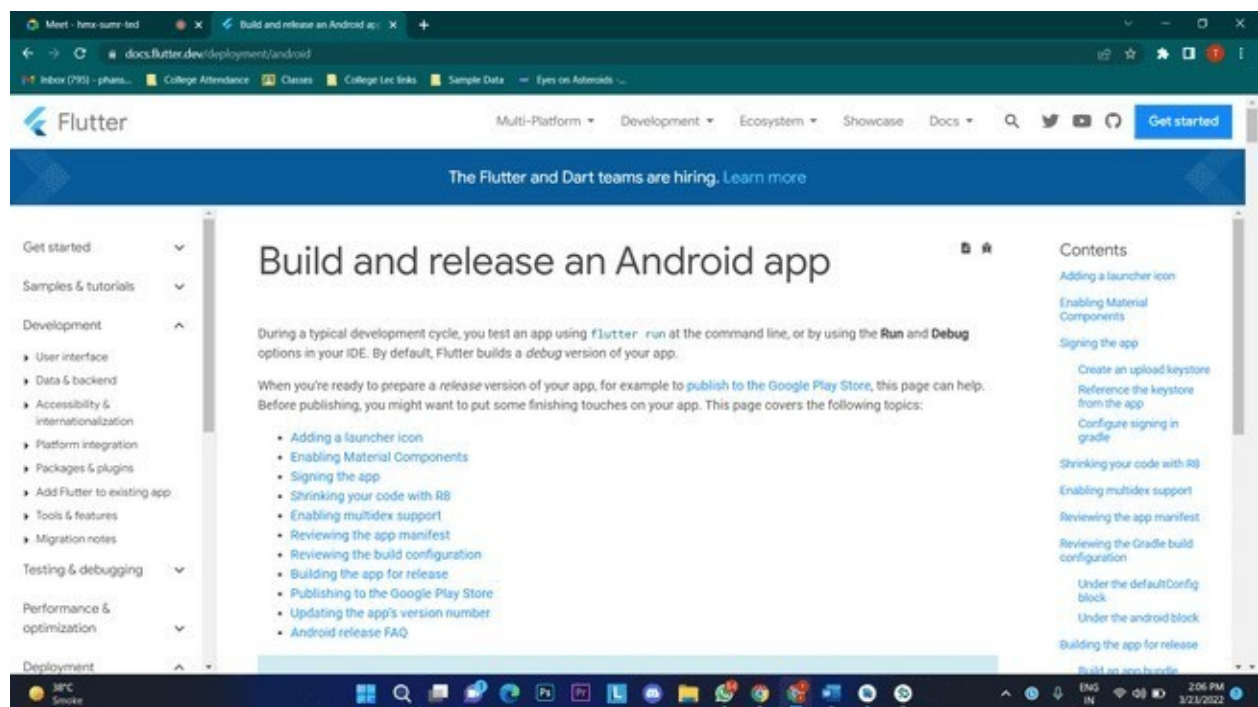 Meet - hmx-sumr-ted
Build and release an Android ap
docs.flutter.dev/deployment/android
Inbox (795) - phans...
College Attendance
Classes
College Lec links
Sample Data
Eyes on Asteroids -...
Flutter
Multi-Platform
Development
Ecosystem
Showcase
Docs
Get started
The Flutter and Dart teams are hiring. Learn more
Get started
Samples & tutorials
Development
User interface
Data & backend
Accessibility &
internationalization
Platform integration
Packages & plugins
Add Flutter to existing app
Tools & features
Migration notes
Testing & debugging
Performance &
optimization
Deployment
Build and release an Android app
During a typical development cycle, you test an app using flutter run at the command line, or by using the Run and Debug
options in your IDE. By default, Flutter builds a debug version of your app.
When you're ready to prepare a release version of your app, for example to publish to the Google Play Store, this page can help.
Before publishing, you might want to put some finishing touches on your app. This page covers the following topics:
• Adding a launcher icon
• Enabling Material Components
• Signing the app
• Shrinking your code with R8
• Enabling multidex support
• Reviewing the app manifest
• Reviewing the build configuration
• Building the app for release
• Publishing to the Google Play Store
• Updating the app's version number
• Android release FAQ
Contents
Adding a launcher icon
Enabling Material
Components
Signing the app
Create an upload keystore
Reference the keystore
from the app
Configure signing in
gradle
Shrinking your code with R8
Enabling multidex support
Reviewing the app manifest
Reviewing the Gradle build
configuration
Under the defaultConfig
block
Under the android block
Building the app for release
Build an app bundle
38°C
Smoke
Ps
Pr
L
ENG
IN
2:06 PM
3/23/2022